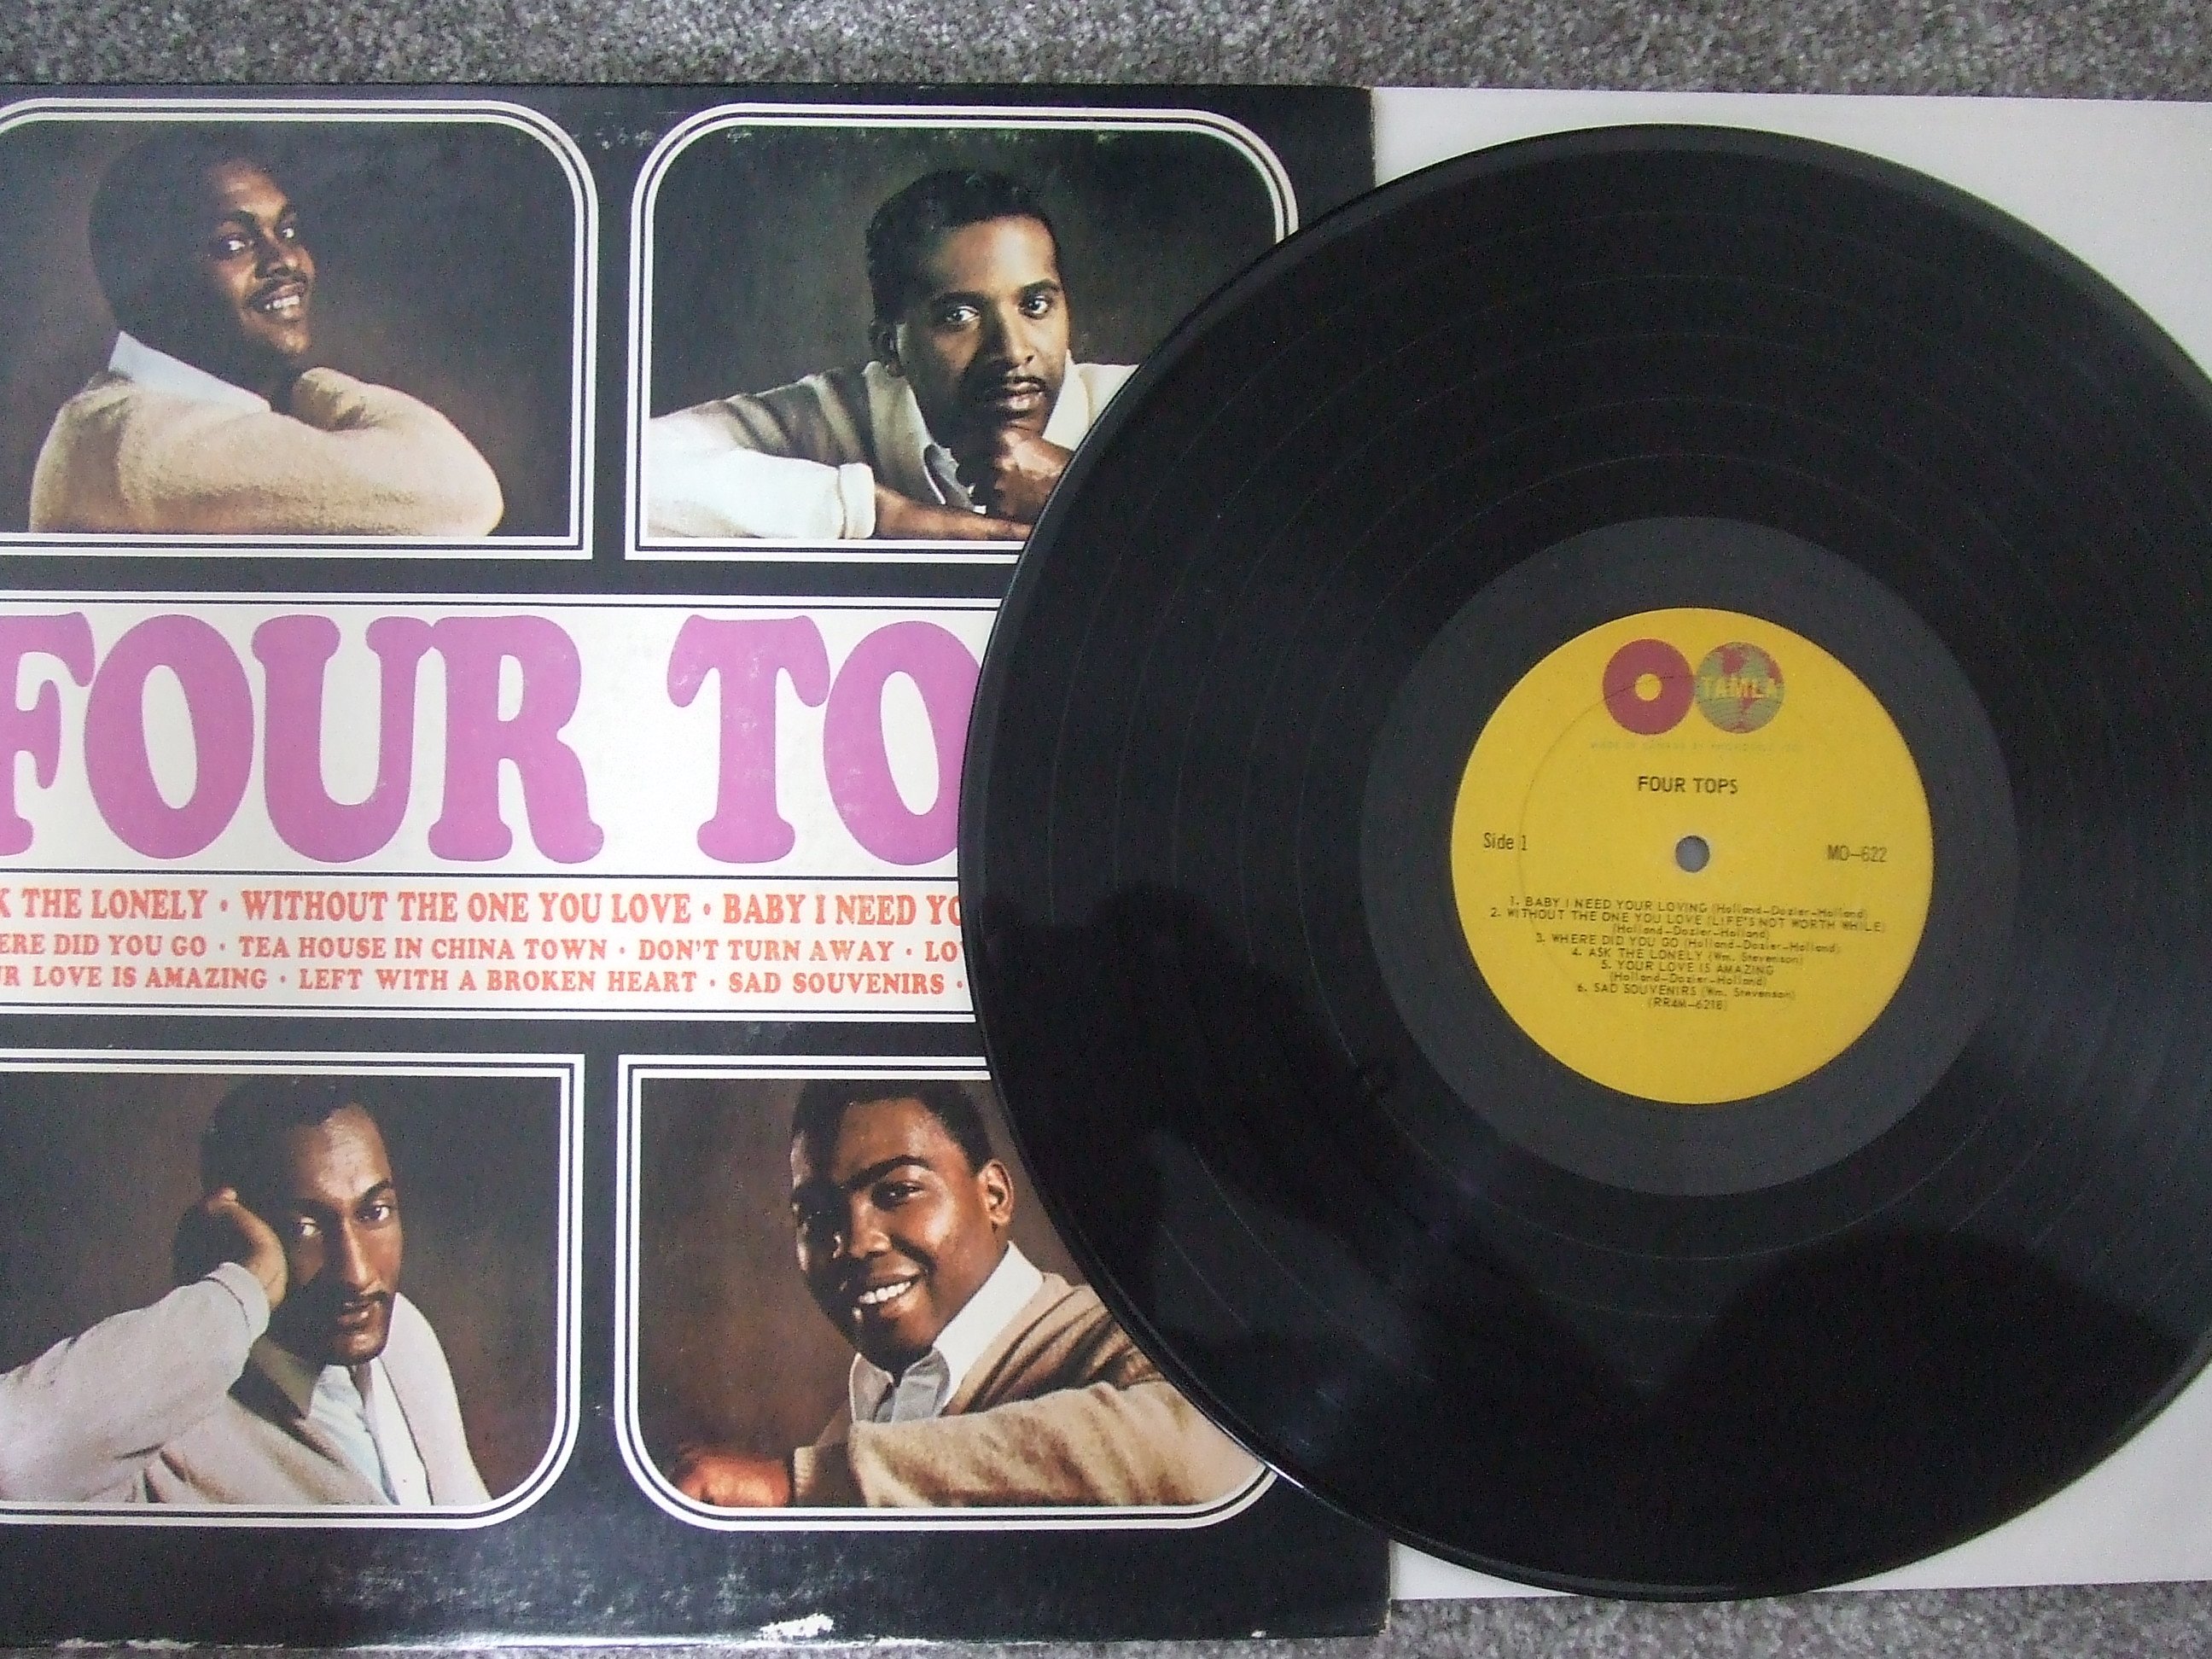 FOUR TO
K THE LONELY · WITHOUT THE ONE YOU LOVE · BABY I NEED YO
ERE DID YOU GO · TEA HOUSE IN CHINA TOWN · DON'T TURN AWAY · LO
UR LOVE IS AMAZING · LEFT WITH A BROKEN HEART · SAD SOUVENIRS ·
TAMLA
FOUR TOPS
Side 1
MO-622
1. BABY I NEED YOUR LOVING (Holland-Dozier-Holland)
2. WITHOUT THE ONE YOU LOVE (LIFE'S NOT WORTH WHILE)
(Holland-Dozier-Holland)
3. WHERE DID YOU GO (Holland-Dozier-Holland)
4. ASK THE LONELY (Wm. Stevenson)
5. YOUR LOVE IS AMAZING
(Holland-Dozier-Holland)
6. SAD SOUVENIRS (Wm. Stevenson)